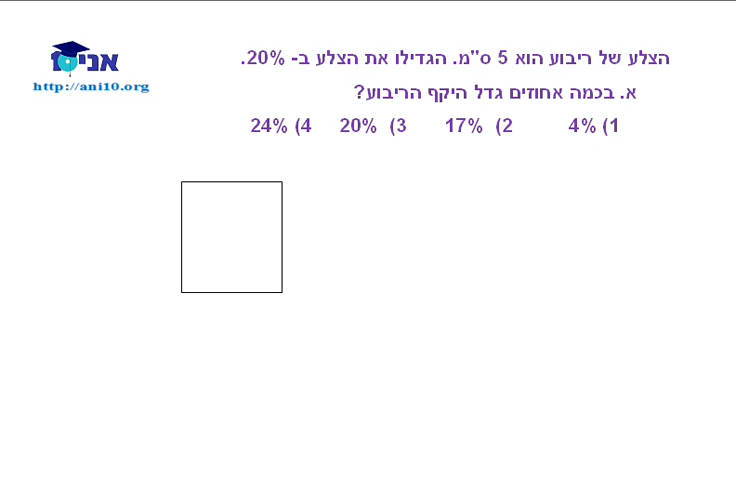 אני10
http://ani10.org
הצלע של ריבוע הוא 5 ס"מ. הגדילו את הצלע ב- 20%.
א. בכמה אחוזים גדל היקף הריבוע?
1) 4% 2) 17% 3) 20% 4) 24%